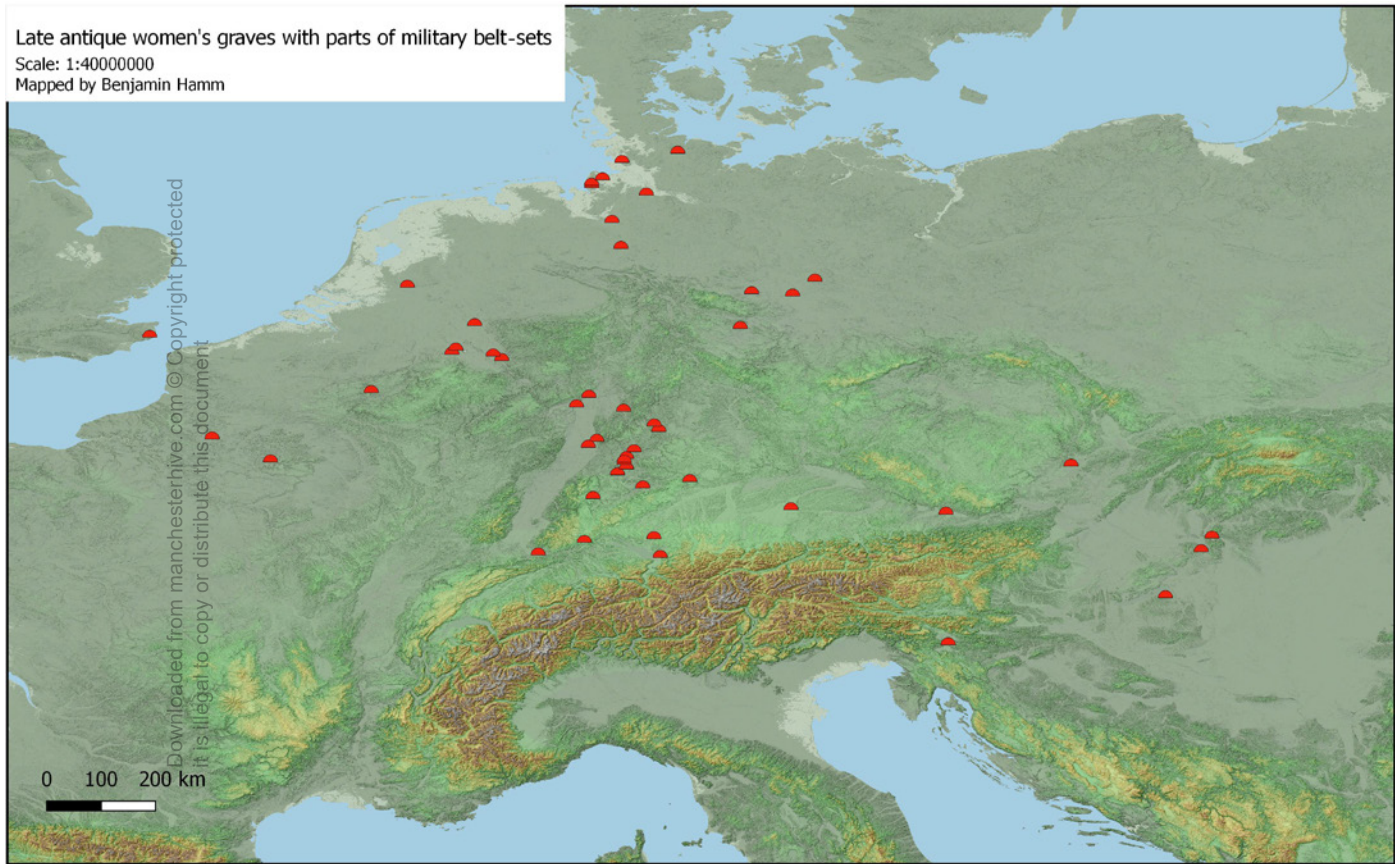 Late antique women's graves with parts of military belt-sets
Scale: 1:40000000
Mapped by Benjamin Hamm
Downloaded from manchesterhive.com © Copyright protected
It is illegal to copy or distribute this document
0 100 200 km